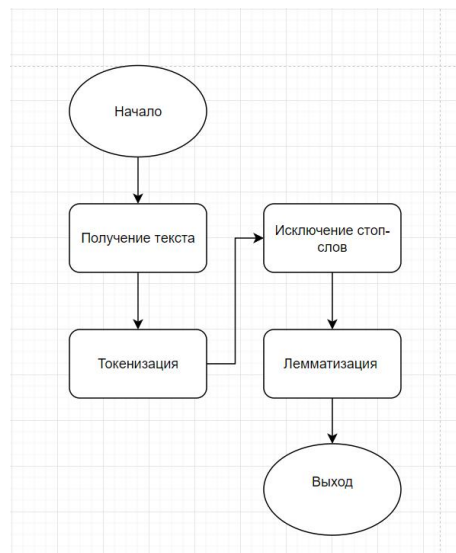 Начало
Получение текста
Токенизация
Исключение стоп-
слов
Лемматизация
Выход